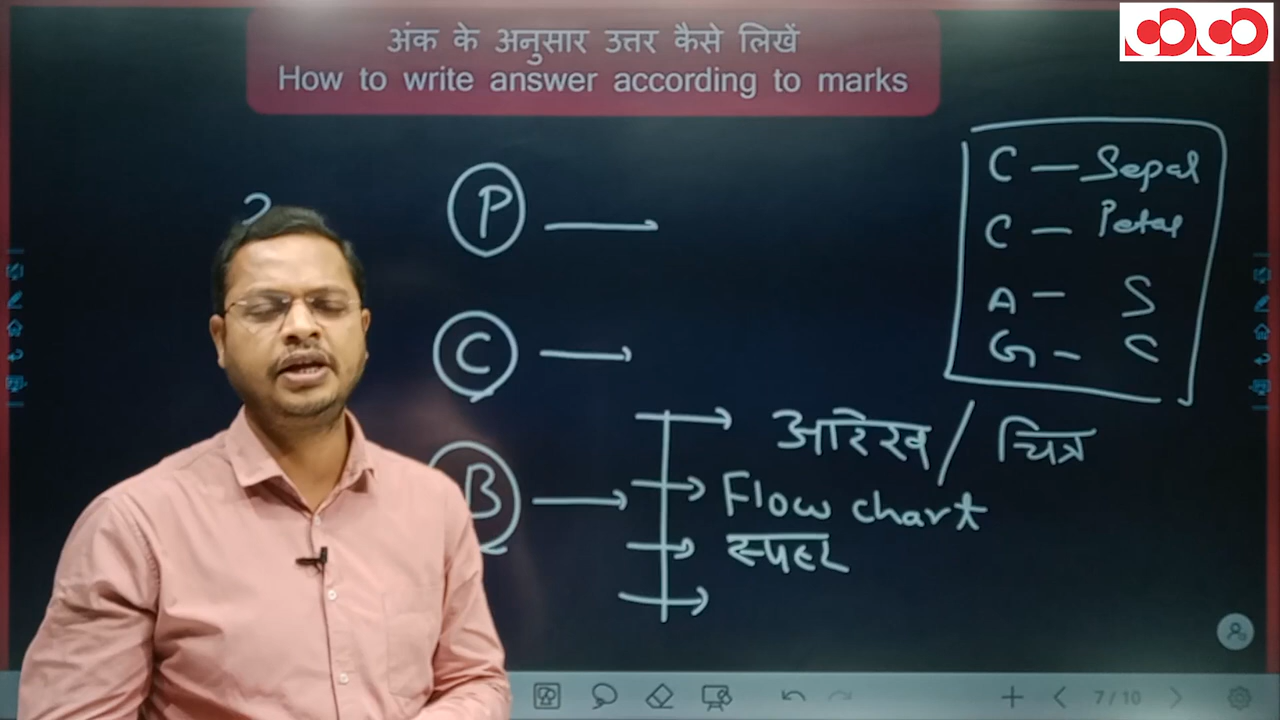 अंक के अनुसार उत्तर कैसे लिखें
How to write answer according to marks
P
C
B
C — Sepal
C — Petal
A — S
G — C
आरेख / चित्र
Flow chart
स्पष्ट
7 / 10